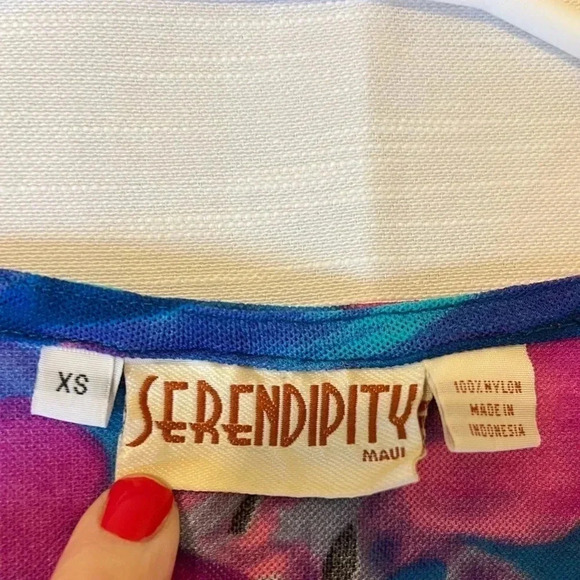 XS
SERENDIPITY
MAUI
100% NYLON
MADE IN
INDONESIA